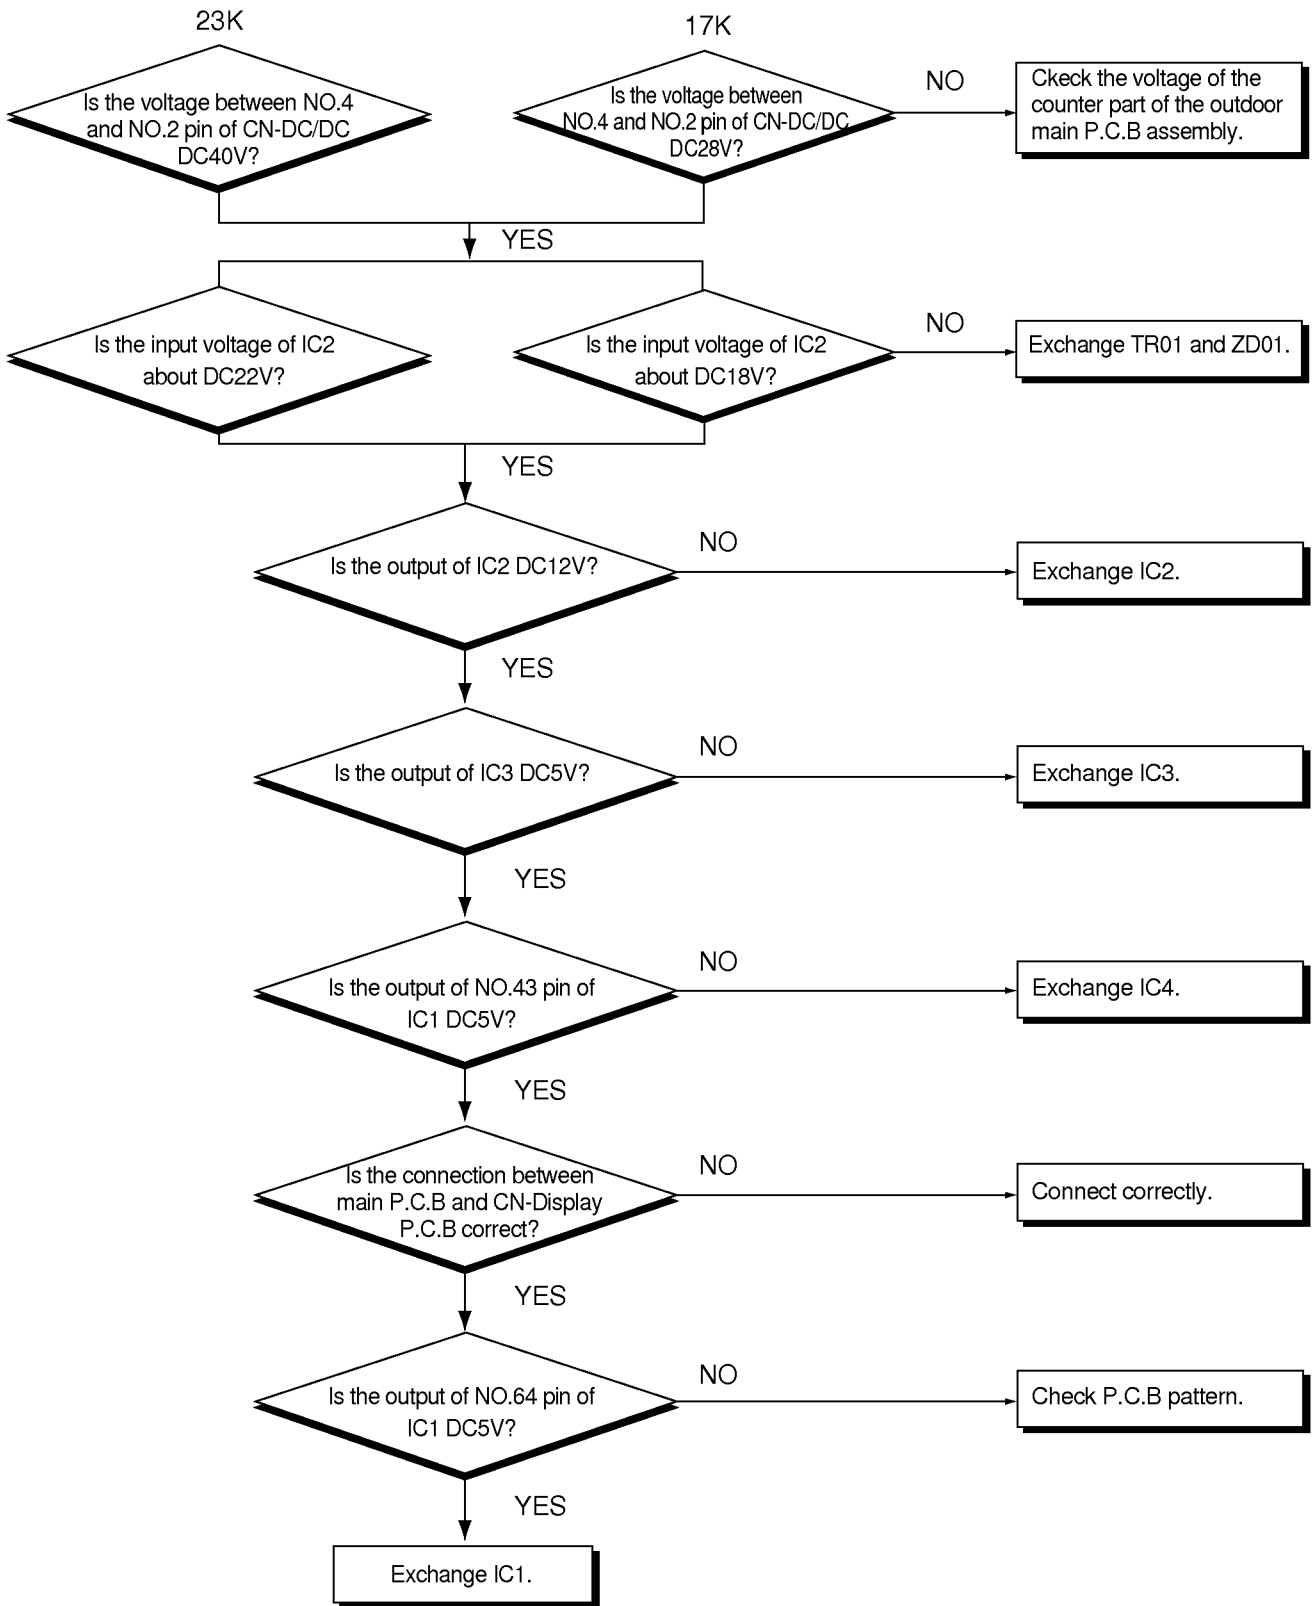 23K
17K
Is the voltage between NO.4
and NO.2 pin of CN-DC/DC
DC40V?
Is the voltage between
NO.4 and NO.2 pin of CN-DC/DC
DC28V?
NO
Ckeck the voltage of the
counter part of the outdoor
main P.C.B assembly.
YES
Is the input voltage of IC2
about DC22V?
Is the input voltage of IC2
about DC18V?
NO
Exchange TR01 and ZD01.
YES
Is the output of IC2 DC12V?
NO
Exchange IC2.
YES
Is the output of IC3 DC5V?
NO
Exchange IC3.
YES
Is the output of NO.43 pin of
IC1 DC5V?
NO
Exchange IC4.
YES
Is the connection between
main P.C.B and CN-Display
P.C.B correct?
NO
Connect correctly.
YES
Is the output of NO.64 pin of
IC1 DC5V?
NO
Check P.C.B pattern.
YES
Exchange IC1.